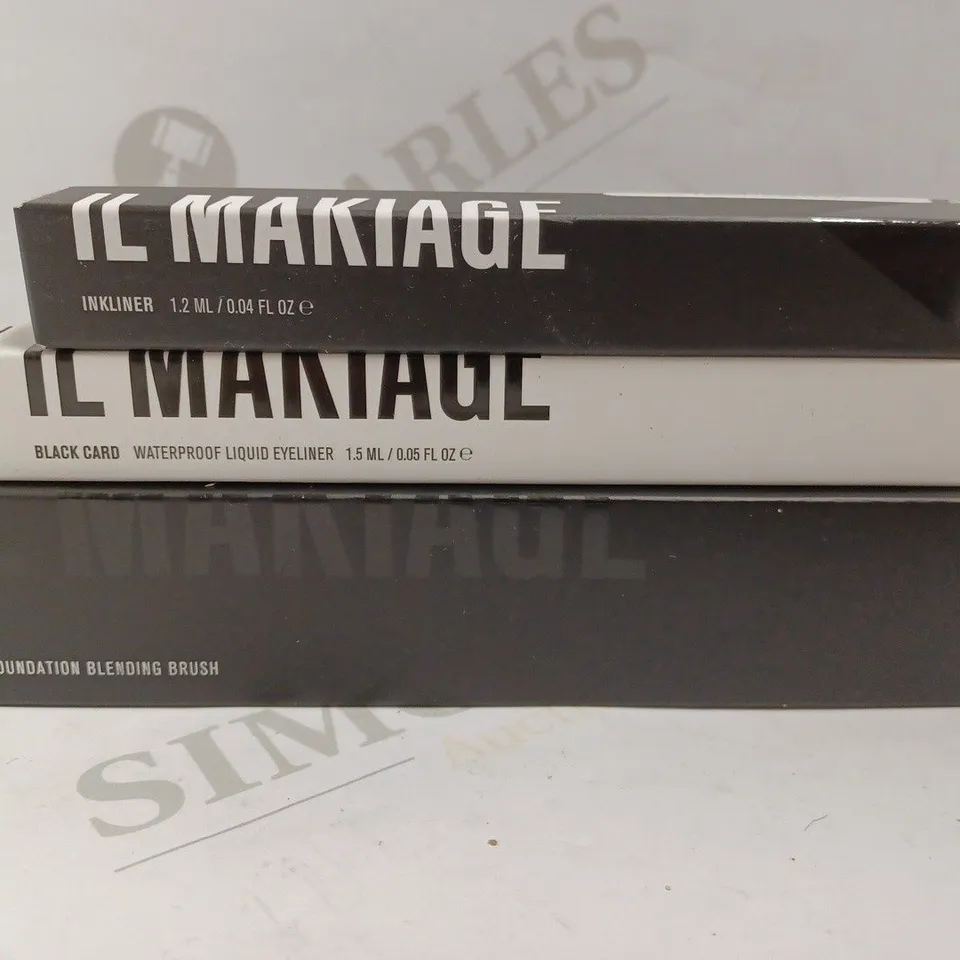 IL MAKIAGE
INKLINER 1.2 ML / 0.04 FL OZ ℮
IL MAKIAGE
BLACK CARD WATERPROOF LIQUID EYELINER 1.5 ML / 0.05 FL OZ ℮
MAKIAGE
BLENDING BRUSH